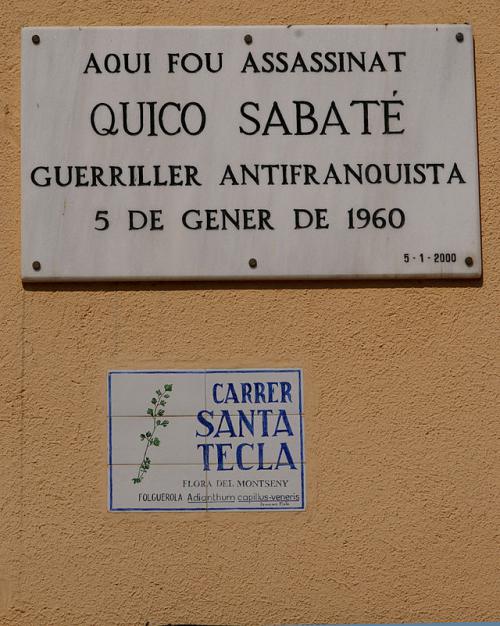 AQUI FOU ASSASSINAT
QUICO SABATÉ
GUERRILLER ANTIFRANQUISTA
5 DE GENER DE 1960
5-1-2000
CARRER
SANTA
TECLA
FLORA DEL MONTSENY
FOLGUEROLA Adianthum capillus-veneris